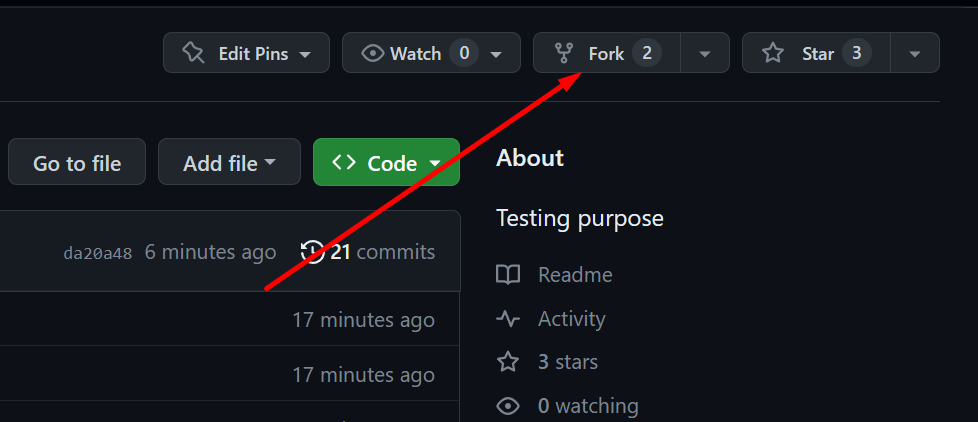 Edit Pins Watch 0 Fork 2 Star 3
Go to file Add file Code
About
Testing purpose
da20a48 6 minutes ago 21 commits
Readme
17 minutes ago
Activity
3 stars
17 minutes ago
0 watching